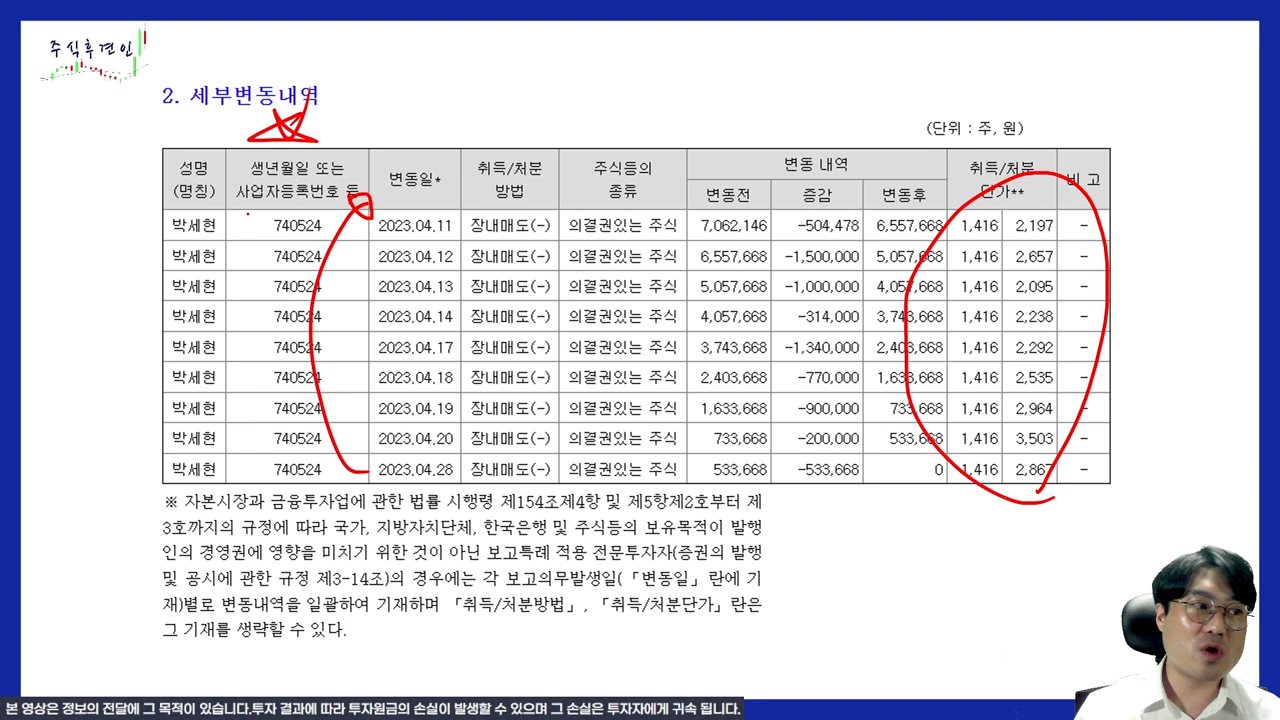 주식후견인
2. 세부변동내역
(단위 : 주, 원)
성명 (명칭) 생년월일 또는 사업자등록번호 등 변동일* 취득/처분 방법 주식등의 종류 변동 내역 취득/처분 단가** 비 고
변동전 증감 변동후
박세현 740524 2023.04.11 장내매도(-) 의결권있는 주식 7,062,146 -504,478 6,557,668 1,416 2,197 -
박세현 740524 2023.04.12 장내매도(-) 의결권있는 주식 6,557,668 -1,500,000 5,057,668 1,416 2,657 -
박세현 740524 2023.04.13 장내매도(-) 의결권있는 주식 5,057,668 -1,000,000 4,057,668 1,416 2,095 -
박세현 740524 2023.04.14 장내매도(-) 의결권있는 주식 4,057,668 -314,000 3,743,668 1,416 2,238 -
박세현 740524 2023.04.17 장내매도(-) 의결권있는 주식 3,743,668 -1,340,000 2,403,668 1,416 2,292 -
박세현 740524 2023.04.18 장내매도(-) 의결권있는 주식 2,403,668 -770,000 1,633,668 1,416 2,535 -
박세현 740524 2023.04.19 장내매도(-) 의결권있는 주식 1,633,668 -900,000 733,668 1,416 2,964 -
박세현 740524 2023.04.20 장내매도(-) 의결권있는 주식 733,668 -200,000 533,668 1,416 3,503 -
박세현 740524 2023.04.28 장내매도(-) 의결권있는 주식 533,668 -533,668 0 1,416 2,867 -
※ 자본시장과 금융투자업에 관한 법률 시행령 제154조제4항 및 제5항제2호부터 제
3호까지의 규정에 따라 국가, 지방자치단체, 한국은행 및 주식등의 보유목적이 발행
인의 경영권에 영향을 미치기 위한 것이 아닌 보고특례 적용 전문투자자(증권의 발행
및 공시에 관한 규정 제3-14조)의 경우에는 각 보고의무발생일(「변동일」란에 기
재)별로 변동내역을 일괄하여 기재하며 「취득/처분방법」, 「취득/처분단가」란은
그 기재를 생략할 수 있다.
본 영상은 정보의 전달에 그 목적이 있습니다.투자 결과에 따라 투자원금의 손실이 발생할 수 있으며 그 손실은 투자자에게 귀속 됩니다.